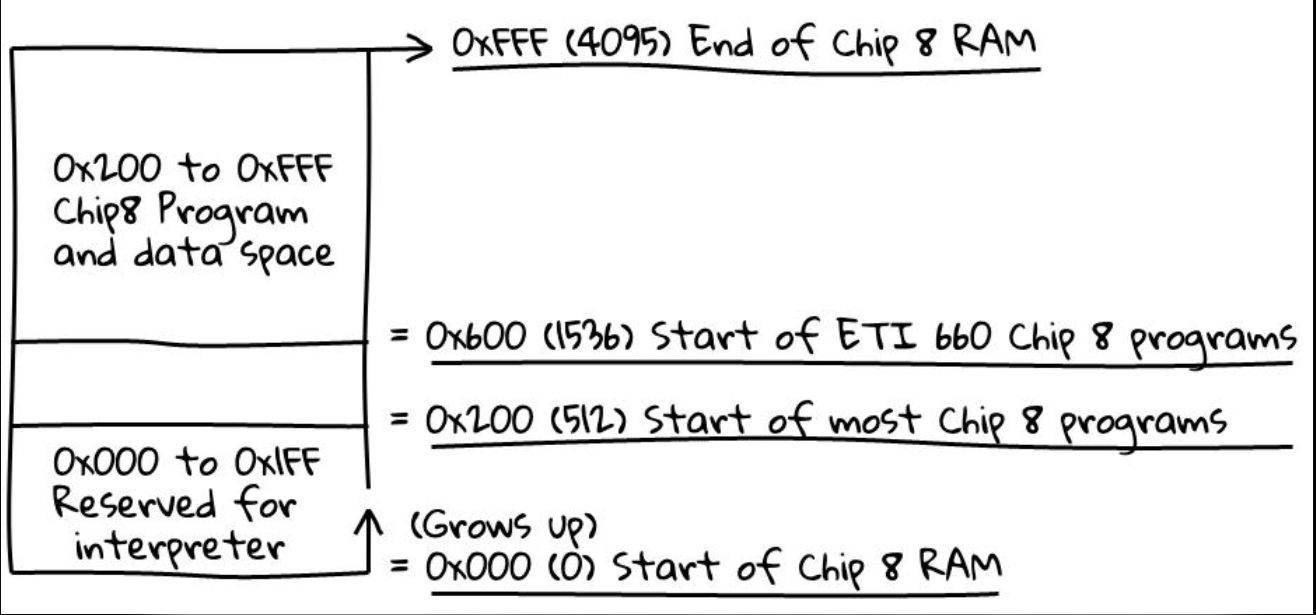 0xFFF (4095) End of Chip 8 RAM
0x200 to 0xFFF
Chip8 Program
and data space
= 0x600 (1536) Start of ETI 660 Chip 8 programs
= 0x200 (512) Start of most Chip 8 programs
0x000 to 0x1FF
Reserved for
interpreter
(Grows up)
= 0x000 (0) Start of Chip 8 RAM